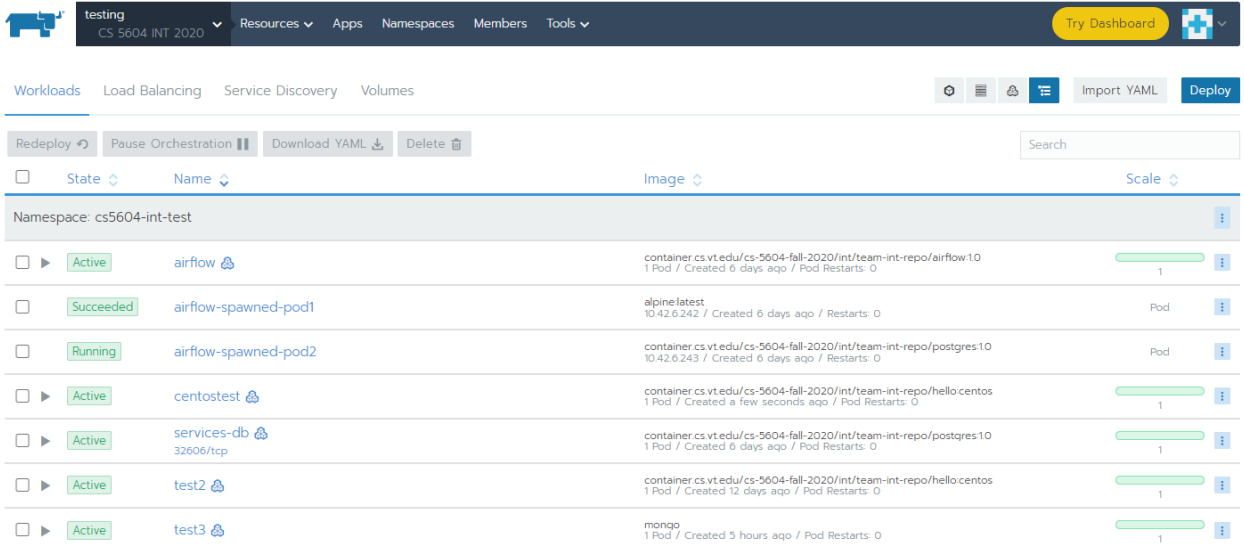 testing
CS 5604 INT 2020
Resources Apps Namespaces Members Tools
Try Dashboard
Workloads Load Balancing Service Discovery Volumes
Import YAML Deploy
Redeploy Pause Orchestration Download YAML Delete
Search
State Name Image Scale
Namespace: cs5604-int-test
Active airflow container.cs.vt.edu/cs-5604-fall-2020/int/team-int-repo/airflow:1.0
1 Pod / Created 6 days ago / Pod Restarts: 0
1
Succeeded airflow-spawned-pod1 alpine:latest
10.42.6.242 / Created 6 days ago / Restarts: 0
Pod
Running airflow-spawned-pod2 container.cs.vt.edu/cs-5604-fall-2020/int/team-int-repo/postgres:1.0
10.42.6.243 / Created 6 days ago / Restarts: 0
Pod
Active centostest container.cs.vt.edu/cs-5604-fall-2020/int/team-int-repo/hello:centos
1 Pod / Created a few seconds ago / Pod Restarts: 0
1
Active services-db container.cs.vt.edu/cs-5604-fall-2020/int/team-int-repo/postgres:1.0
32606/tcp 1 Pod / Created 6 days ago / Pod Restarts: 0
1
Active test2 container.cs.vt.edu/cs-5604-fall-2020/int/team-int-repo/hello:centos
1 Pod / Created 12 days ago / Pod Restarts: 0
1
Active test3 mongo
1 Pod / Created 5 hours ago / Pod Restarts: 0
1